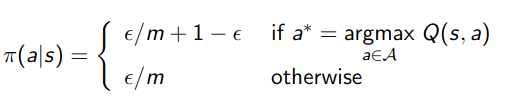 π(a|s) = { ϵ/m + 1 − ϵ if a* = argmax Q(s, a)
a∈𝒜
ϵ/m otherwise